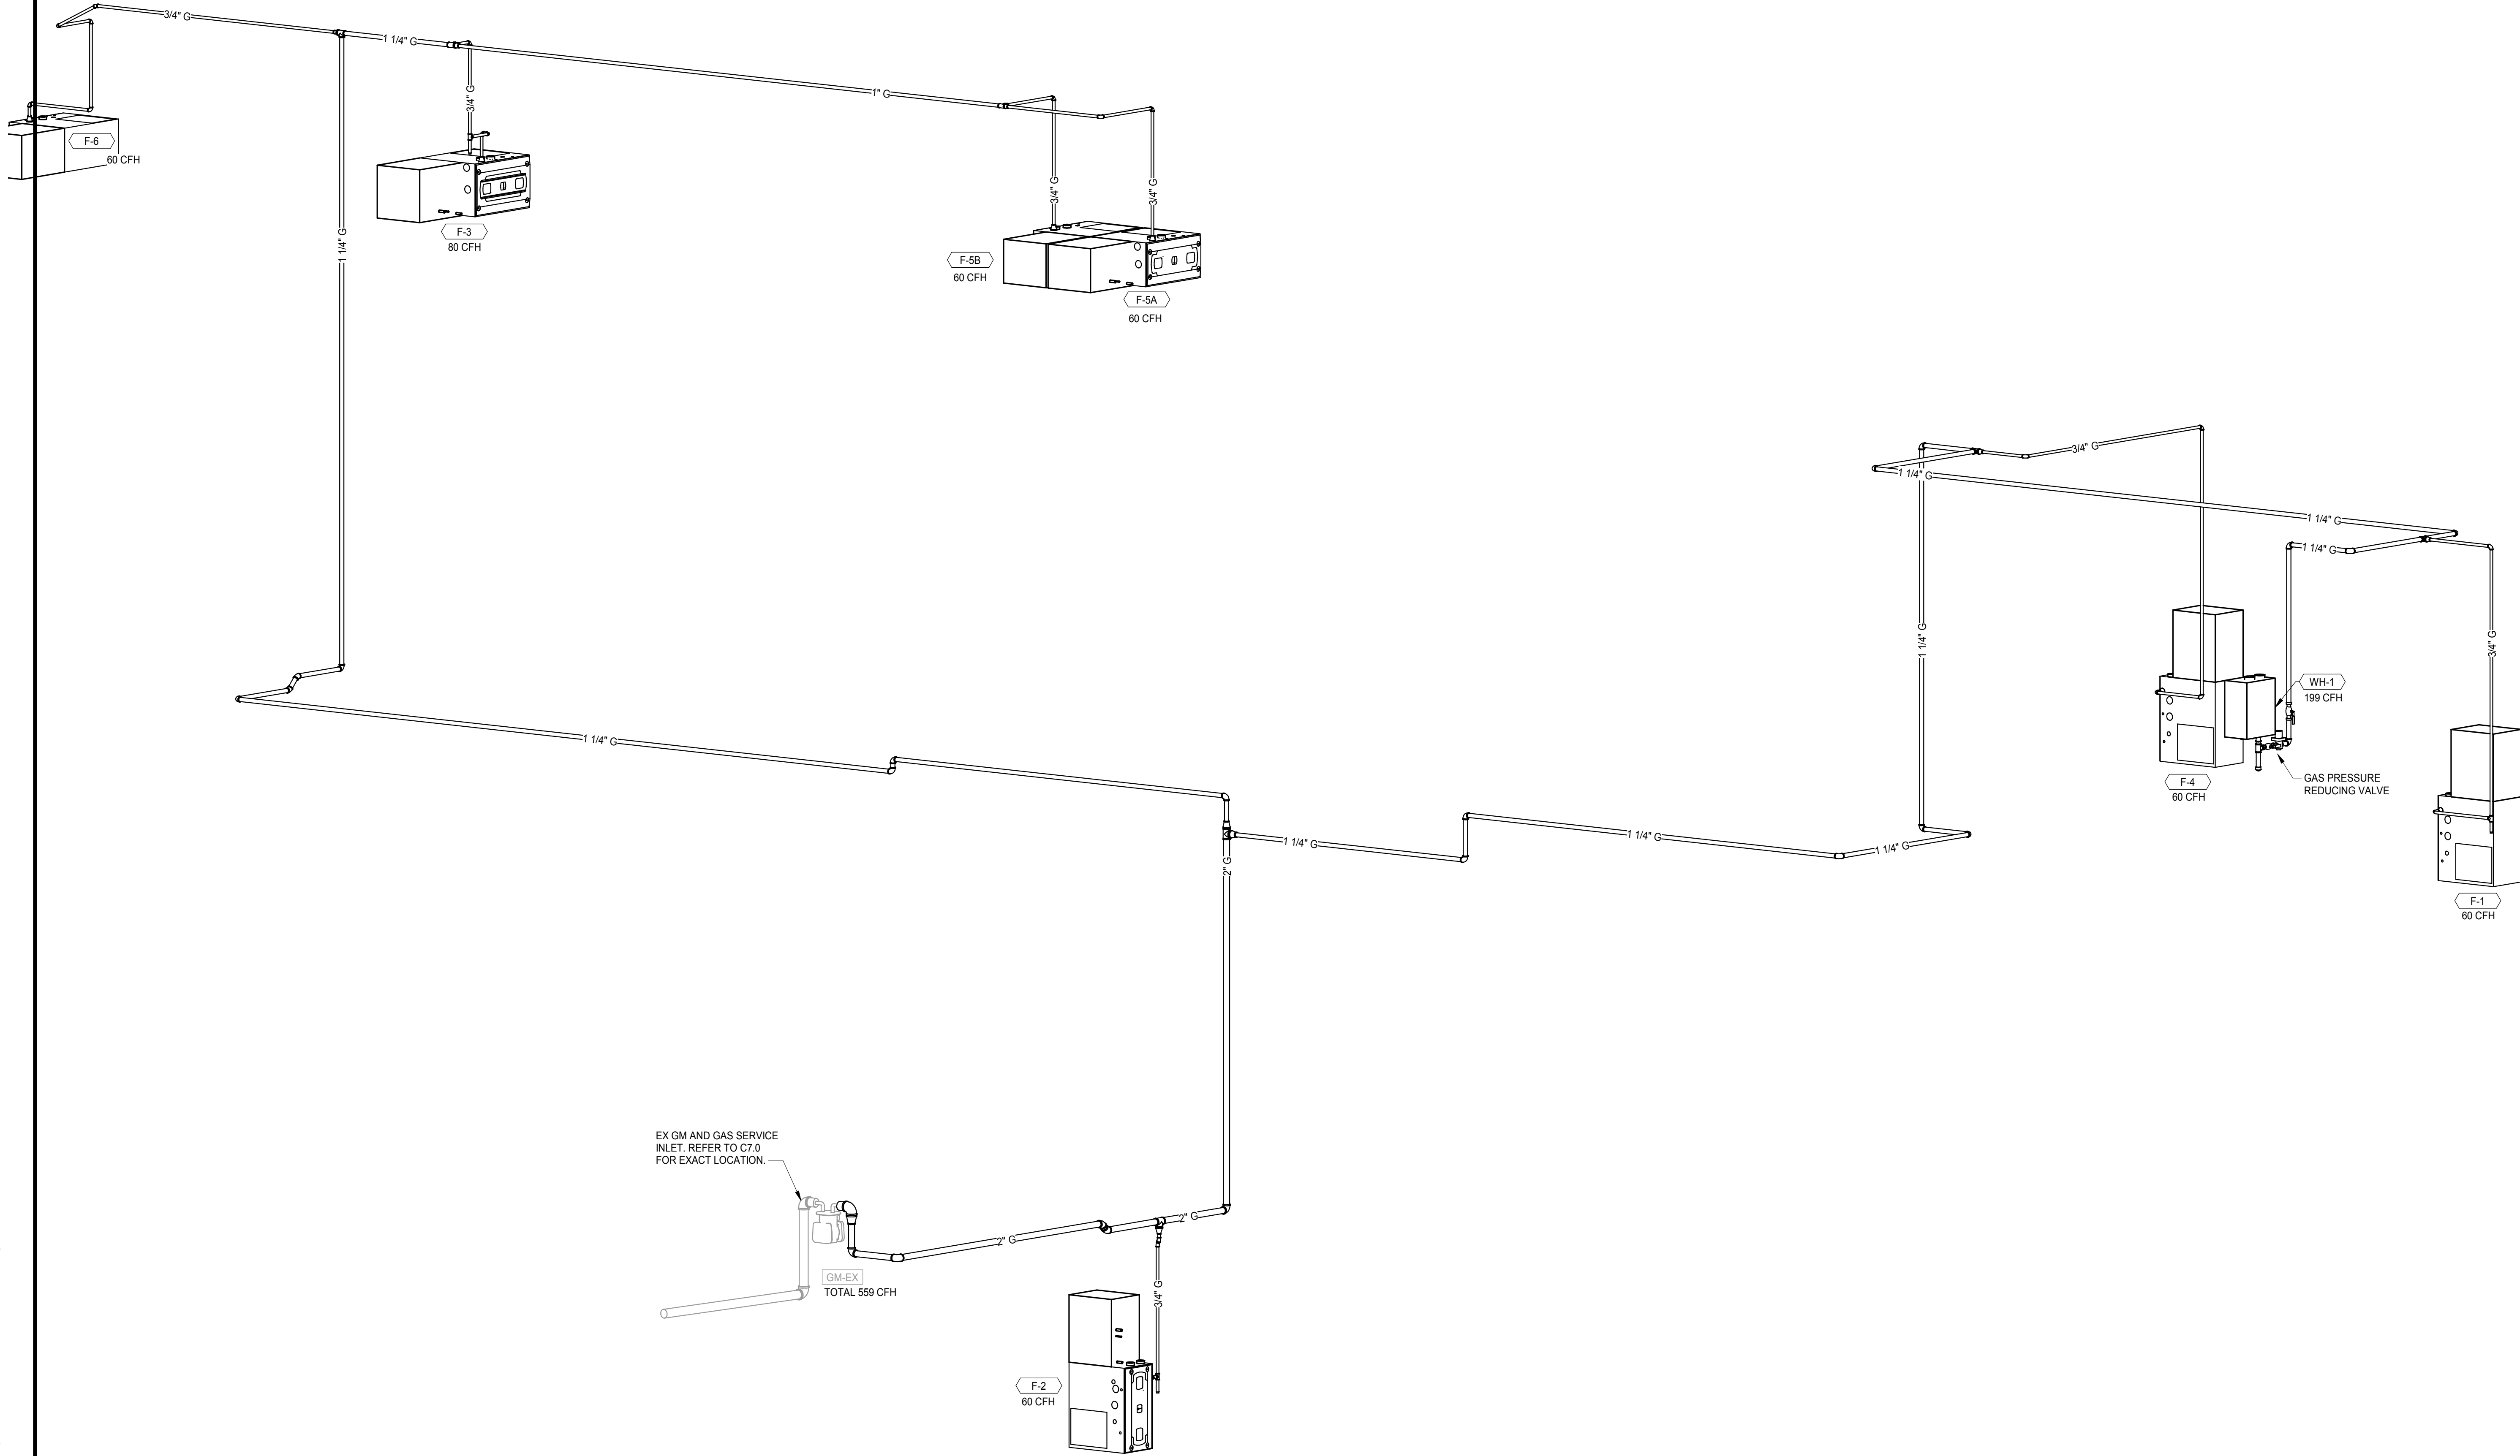 3/4" G
1 1/4" G
3/4" G
1" G
F-6
60 CFH
3/4" G
3/4" G
1 1/4" G
F-3
80 CFH
F-5B
60 CFH
F-5A
60 CFH
3/4" G
1 1/4" G
1 1/4" G
1 1/4" G
1 1/4" G
3/4" G
WH-1
199 CFH
1 1/4" G
F-4
60 CFH
GAS PRESSURE
REDUCING VALVE
1 1/4" G
1 1/4" G
1 1/4" G
2" G
F-1
60 CFH
EX GM AND GAS SERVICE
INLET. REFER TO C7.0
FOR EXACT LOCATION.
2" G
2" G
GM-EX
TOTAL 559 CFH
3/4" G
F-2
60 CFH